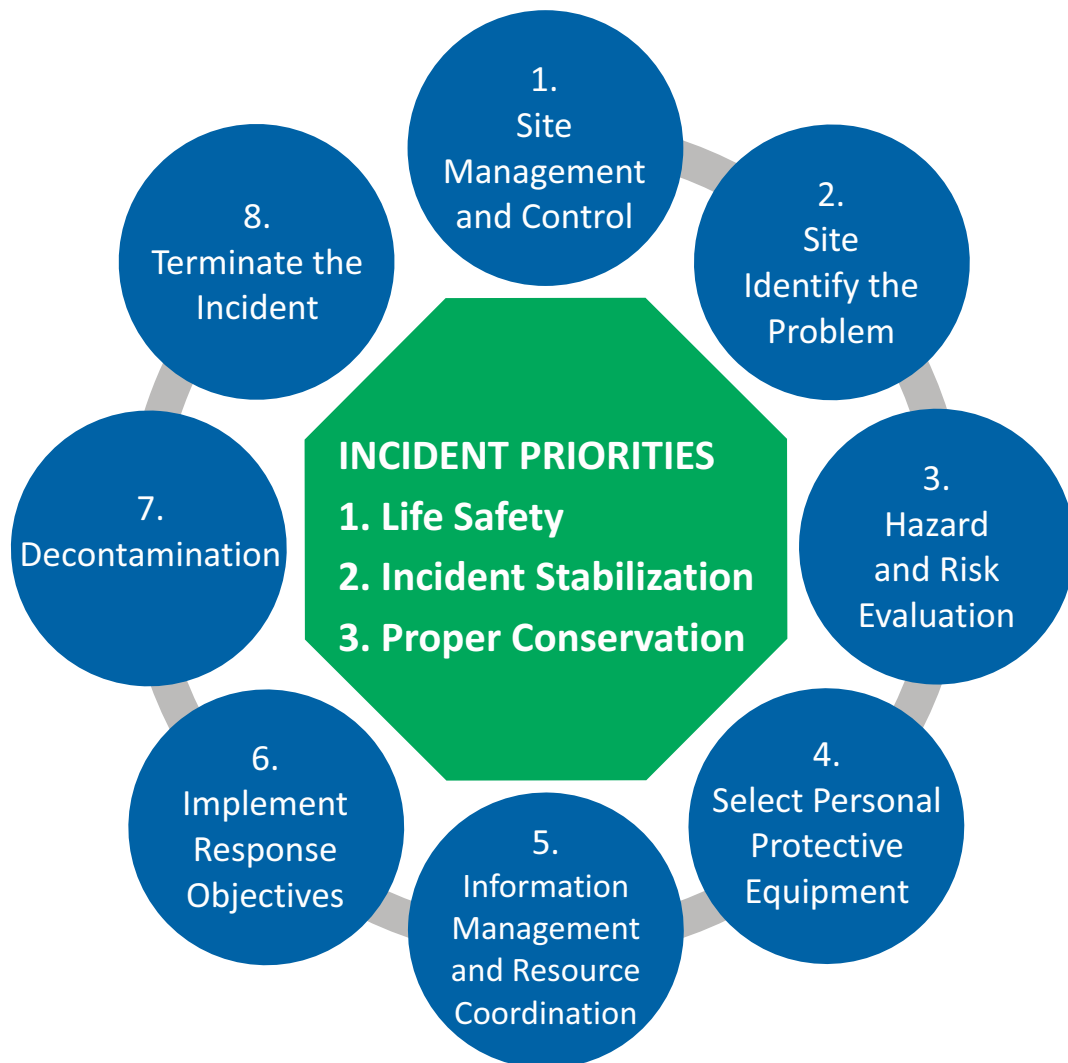 1.
Site
Management
and Control
2.
Site
Identify the
Problem
3.
Hazard
and Risk
Evaluation
4.
Select Personal
Protective
Equipment
5.
Information
Management
and Resource
Coordination
6.
Implement
Response
Objectives
7.
Decontamination
8.
Terminate the
Incident
INCIDENT PRIORITIES
1. Life Safety
2. Incident Stabilization
3. Proper Conservation